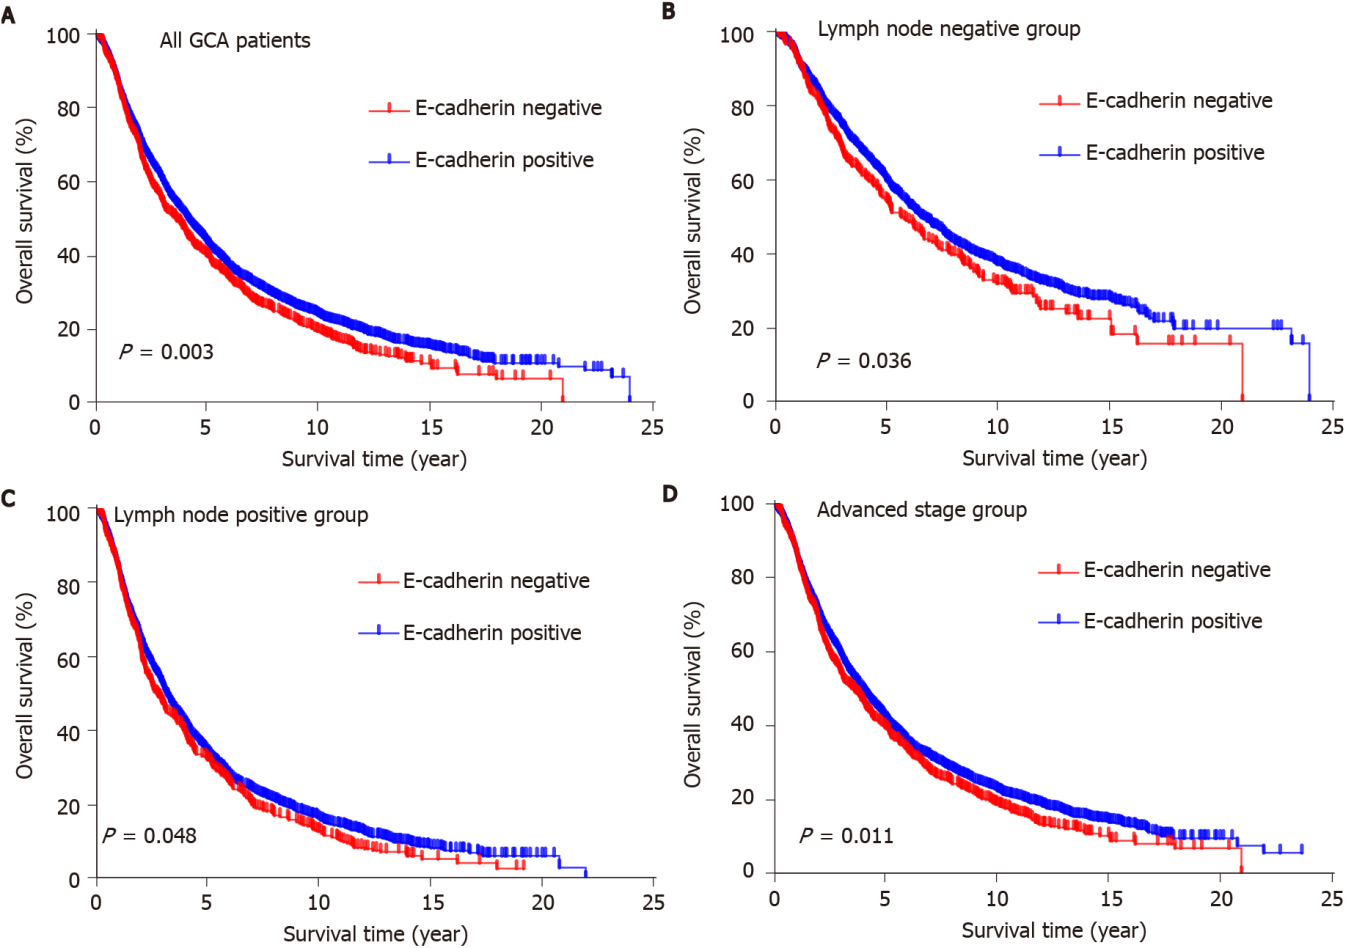 A
All GCA patients
100
80
60
40
20
0
Overall survival (%)
E-cadherin negative
E-cadherin positive
P = 0.003
0 5 10 15 20 25
Survival time (year)
B
Lymph node negative group
100
80
60
40
20
0
Overall survival (%)
E-cadherin negative
E-cadherin positive
P = 0.036
0 5 10 15 20 25
Survival time (year)
C
Lymph node positive group
100
80
60
40
20
0
Overall survival (%)
E-cadherin negative
E-cadherin positive
P = 0.048
0 5 10 15 20 25
Survival time (year)
D
Advanced stage group
100
80
60
40
20
0
Overall survival (%)
E-cadherin negative
E-cadherin positive
P = 0.011
0 5 10 15 20 25
Survival time (year)